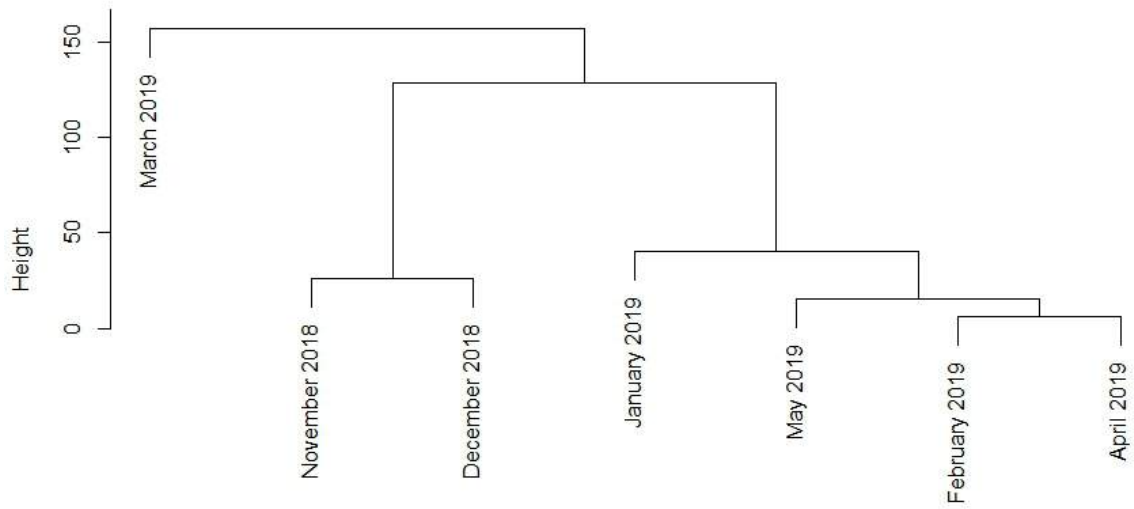 Height
150
100
50
0
March 2019
November 2018
December 2018
January 2019
May 2019
February 2019
April 2019